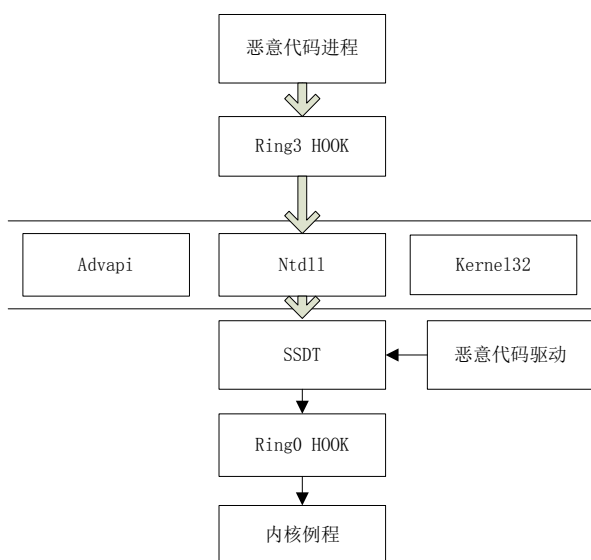 恶意代码进程
Ring3 HOOK
Advapi
Ntdll
Kernel32
SSDT
恶意代码驱动
Ring0 HOOK
内核例程